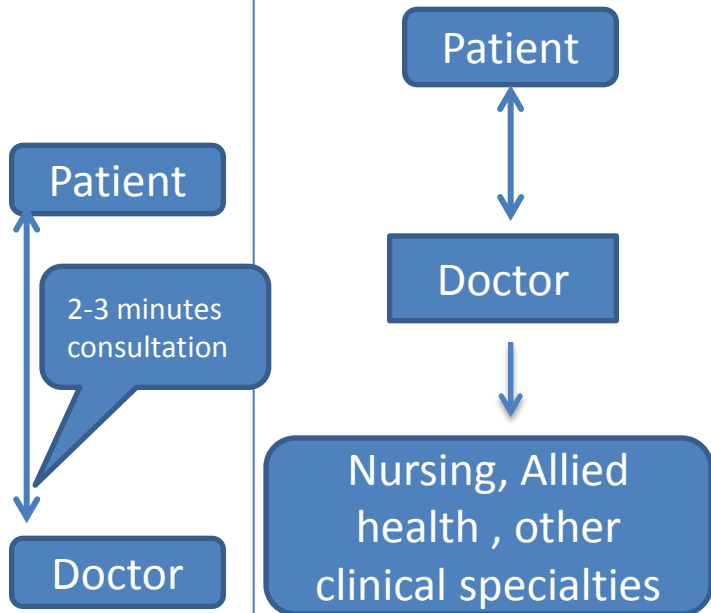 Patient
2-3 minutes
consultation
Doctor
Patient
Doctor
Nursing, Allied
health , other
clinical specialties